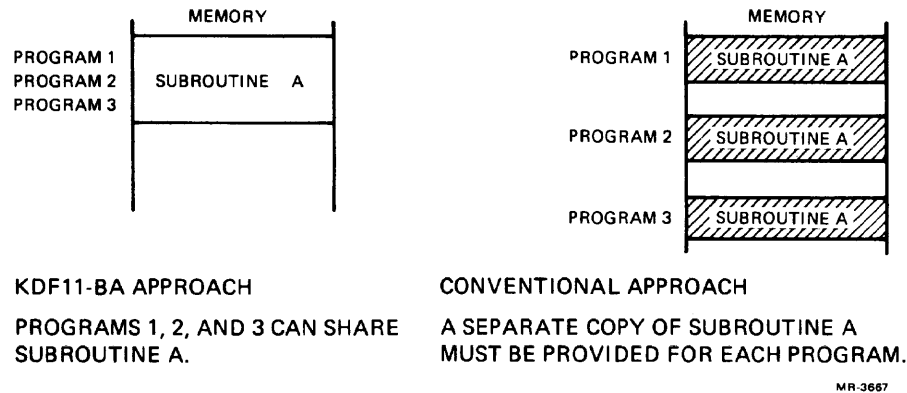 MEMORY
PROGRAM 1
PROGRAM 2
PROGRAM 3
SUBROUTINE A
KDF11-BA APPROACH
PROGRAMS 1, 2, AND 3 CAN SHARE
SUBROUTINE A.
MEMORY
PROGRAM 1
SUBROUTINE A
PROGRAM 2
SUBROUTINE A
PROGRAM 3
SUBROUTINE A
CONVENTIONAL APPROACH
A SEPARATE COPY OF SUBROUTINE A
MUST BE PROVIDED FOR EACH PROGRAM.
MR-3667